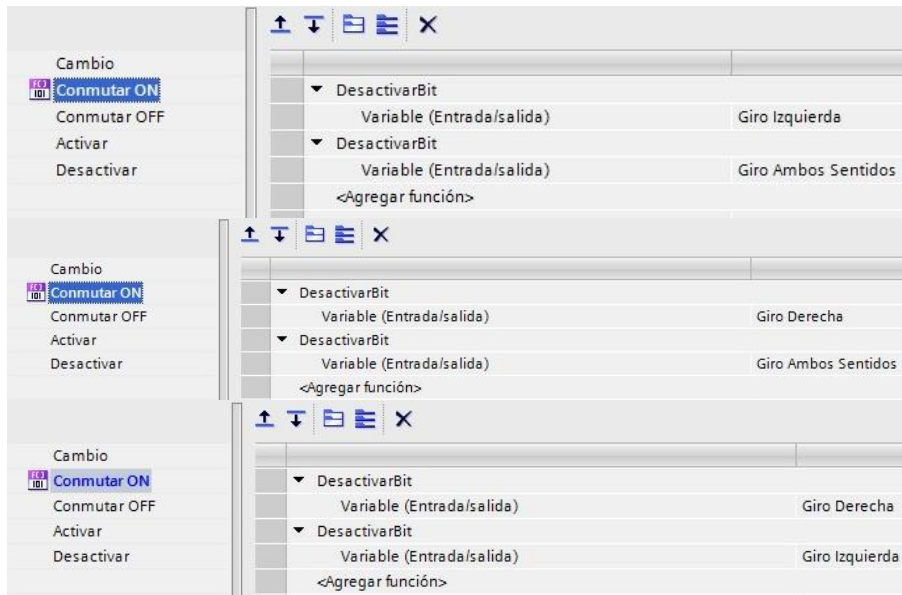 Cambio
Conmutar ON
Conmutar OFF
Activar
Desactivar
DesactivarBit
Variable (Entrada/salida) Giro Izquierda
DesactivarBit
Variable (Entrada/salida) Giro Ambos Sentidos
<Agregar función>
Cambio
Conmutar ON
Conmutar OFF
Activar
Desactivar
DesactivarBit
Variable (Entrada/salida) Giro Derecha
DesactivarBit
Variable (Entrada/salida) Giro Ambos Sentidos
<Agregar función>
Cambio
Conmutar ON
Conmutar OFF
Activar
Desactivar
DesactivarBit
Variable (Entrada/salida) Giro Derecha
DesactivarBit
Variable (Entrada/salida) Giro Izquierda
<Agregar función>